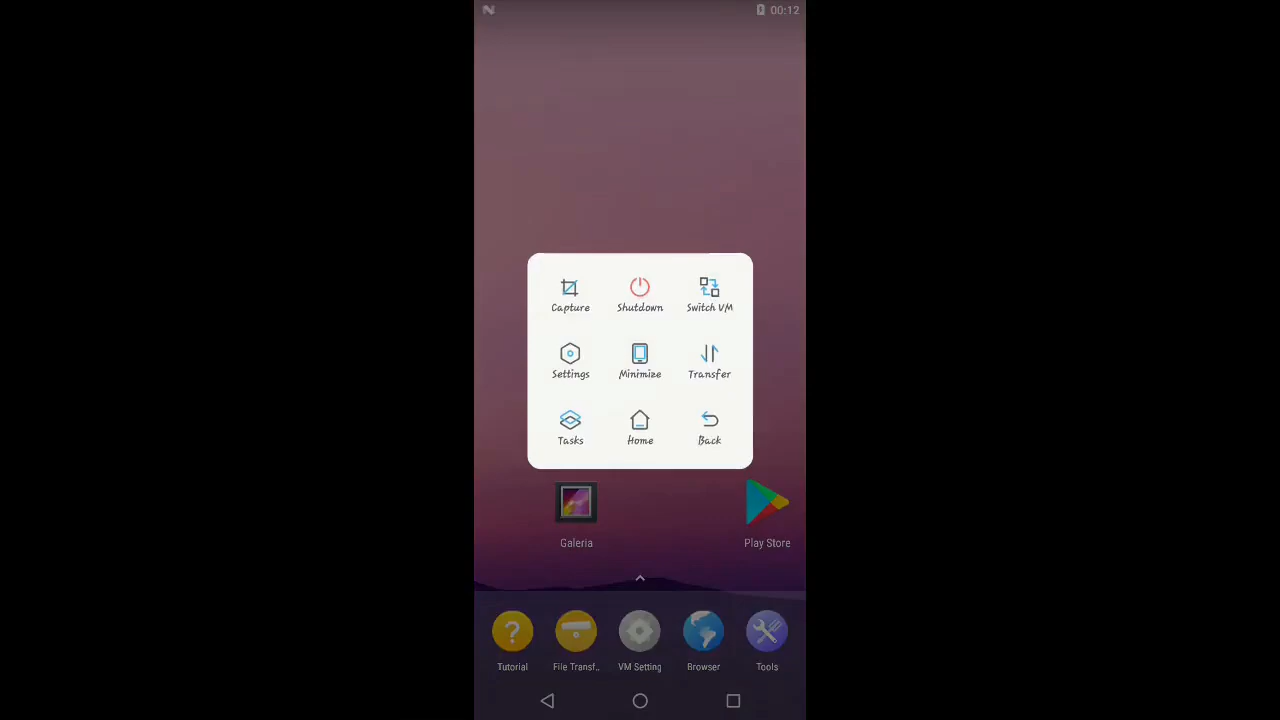 00:12
Capture Shutdown Switch VM
Settings Minimize Transfer
Tasks Home Back
Galeria Play Store
Tutorial File Transf.. VM Setting Browser Tools